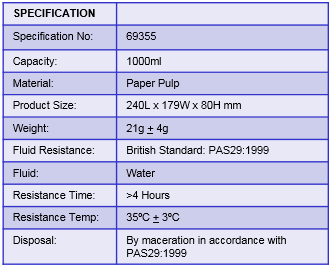 SPECIFICATION
Specification No: 69355
Capacity: 1000ml
Material: Paper Pulp
Product Size: 240L x 179W x 80H mm
Weight: 21g ± 4g
Fluid Resistance: British Standard: PAS29:1999
Fluid: Water
Resistance Time: >4 Hours
Resistance Temp: 35ºC ± 3ºC
Disposal: By maceration in accordance with
PAS29:1999